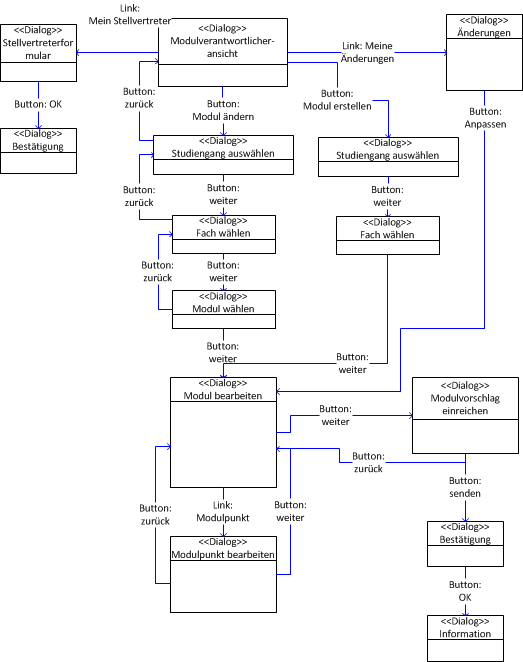 Link:
Mein Stellvertreter
<<Dialog>>
Stellvertreterfor
mular
<<Dialog>>
Modulverantwortlicher-
ansicht
<<Dialog>>
Änderungen
Link: Meine
Änderungen
Button: OK
Button:
zurück
Button:
Modul ändern
Button:
Modul erstellen
Button:
Anpassen
<<Dialog>>
Bestätigung
<<Dialog>>
Studiengang auswählen
<<Dialog>>
Studiengang auswählen
Button:
zurück
Button:
weiter
Button:
weiter
<<Dialog>>
Fach wählen
<<Dialog>>
Fach wählen
Button:
zurück
Button:
weiter
<<Dialog>>
Modul wählen
Button:
weiter
Button:
weiter
<<Dialog>>
Modul bearbeiten
<<Dialog>>
Modulvorschlag
einreichen
Button:
weiter
Button:
zurück
Button:
senden
Button:
zurück
Link:
Modulpunkt
Button:
weiter
<<Dialog>>
Bestätigung
<<Dialog>>
Modulpunkt bearbeiten
Button:
OK
<<Dialog>>
Information